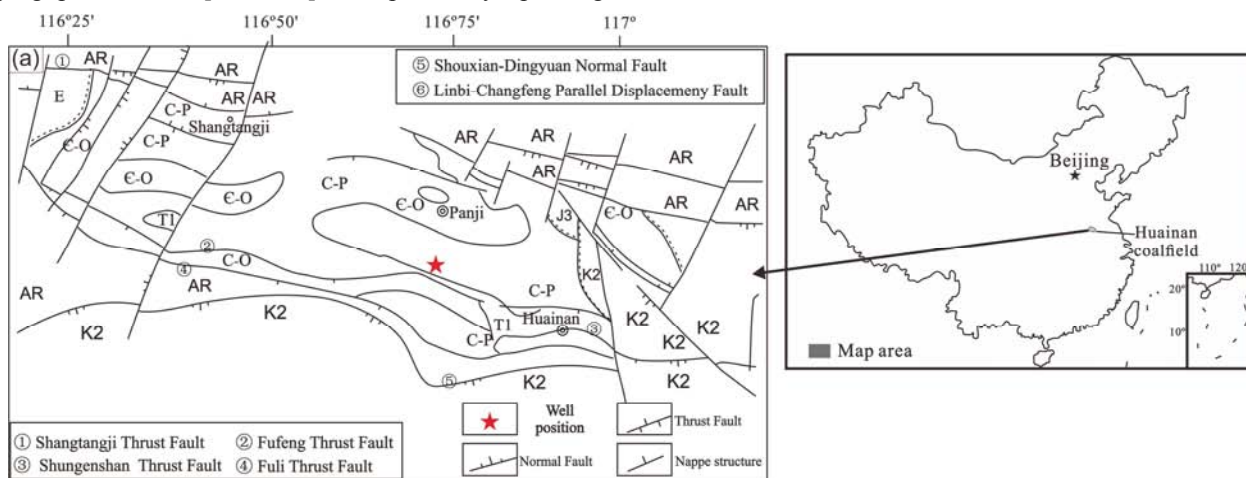 116°25 116°50 116°75 117°
(a)
① AR AR
⑤ Shouxian-Dingyuan Normal Fault
⑥ Linbi-Changfeng Parallel Displacemeny Fault
E C-P AR AR
Shangtangji
Є-O C-P
AR AR
AR
AR
C-P
Є-O Є-O
Є-O Panji
J3 Є-O AR
AR
T1
② C-O
④
K2
C-P
AR
K2
T1 Huainan ③
K2 K2
K2
C-P
⑤ K2
K2
① Shangtangji Thrust Fault ② Fufeng Thrust Fault
③ Shungenshan Thrust Fault ④ Fuli Thrust Fault
Well position
Thrust Fault
Normal Fault
Nappe structure
Beijing
Huainan
coalfield
110° 120
20°
10°
Map area